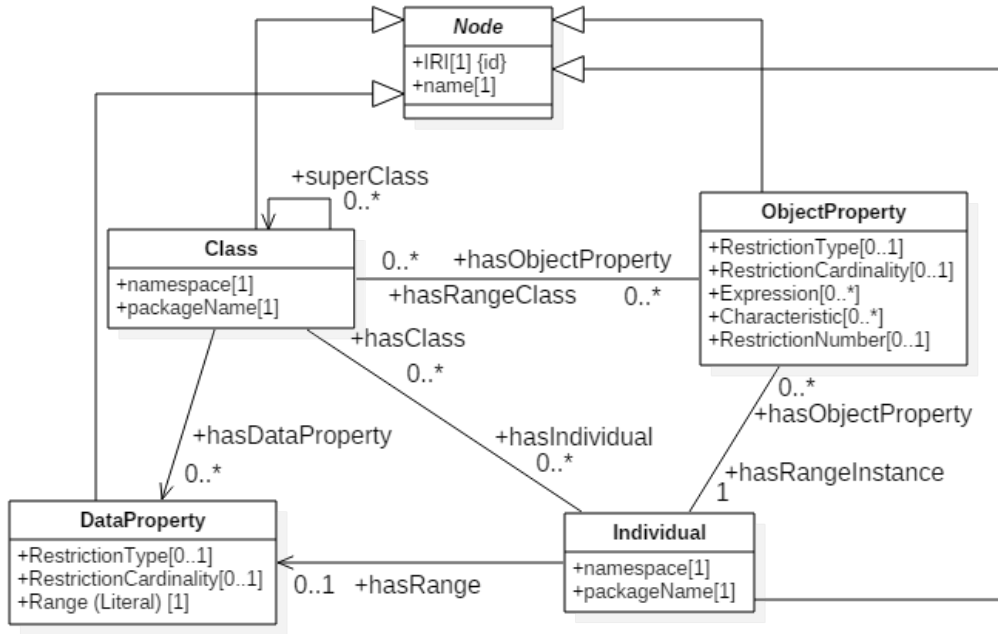 Node
+IRI[1] {id}
+name[1]
+superClass
0..*
Class
+namespace[1]
+packageName[1]
ObjectProperty
+RestrictionType[0..1]
+RestrictionCardinality[0..1]
+Expression[0..*]
+Characteristic[0..*]
+RestrictionNumber[0..1]
0..* +hasObjectProperty
+hasRangeClass 0..*
+hasClass
0..*
0..*
+hasObjectProperty
+hasDataProperty
0..*
+hasIndividual
0..*
+hasRangeInstance
1
DataProperty
+RestrictionType[0..1]
+RestrictionCardinality[0..1]
+Range (Literal) [1]
0..1 +hasRange
Individual
+namespace[1]
+packageName[1]